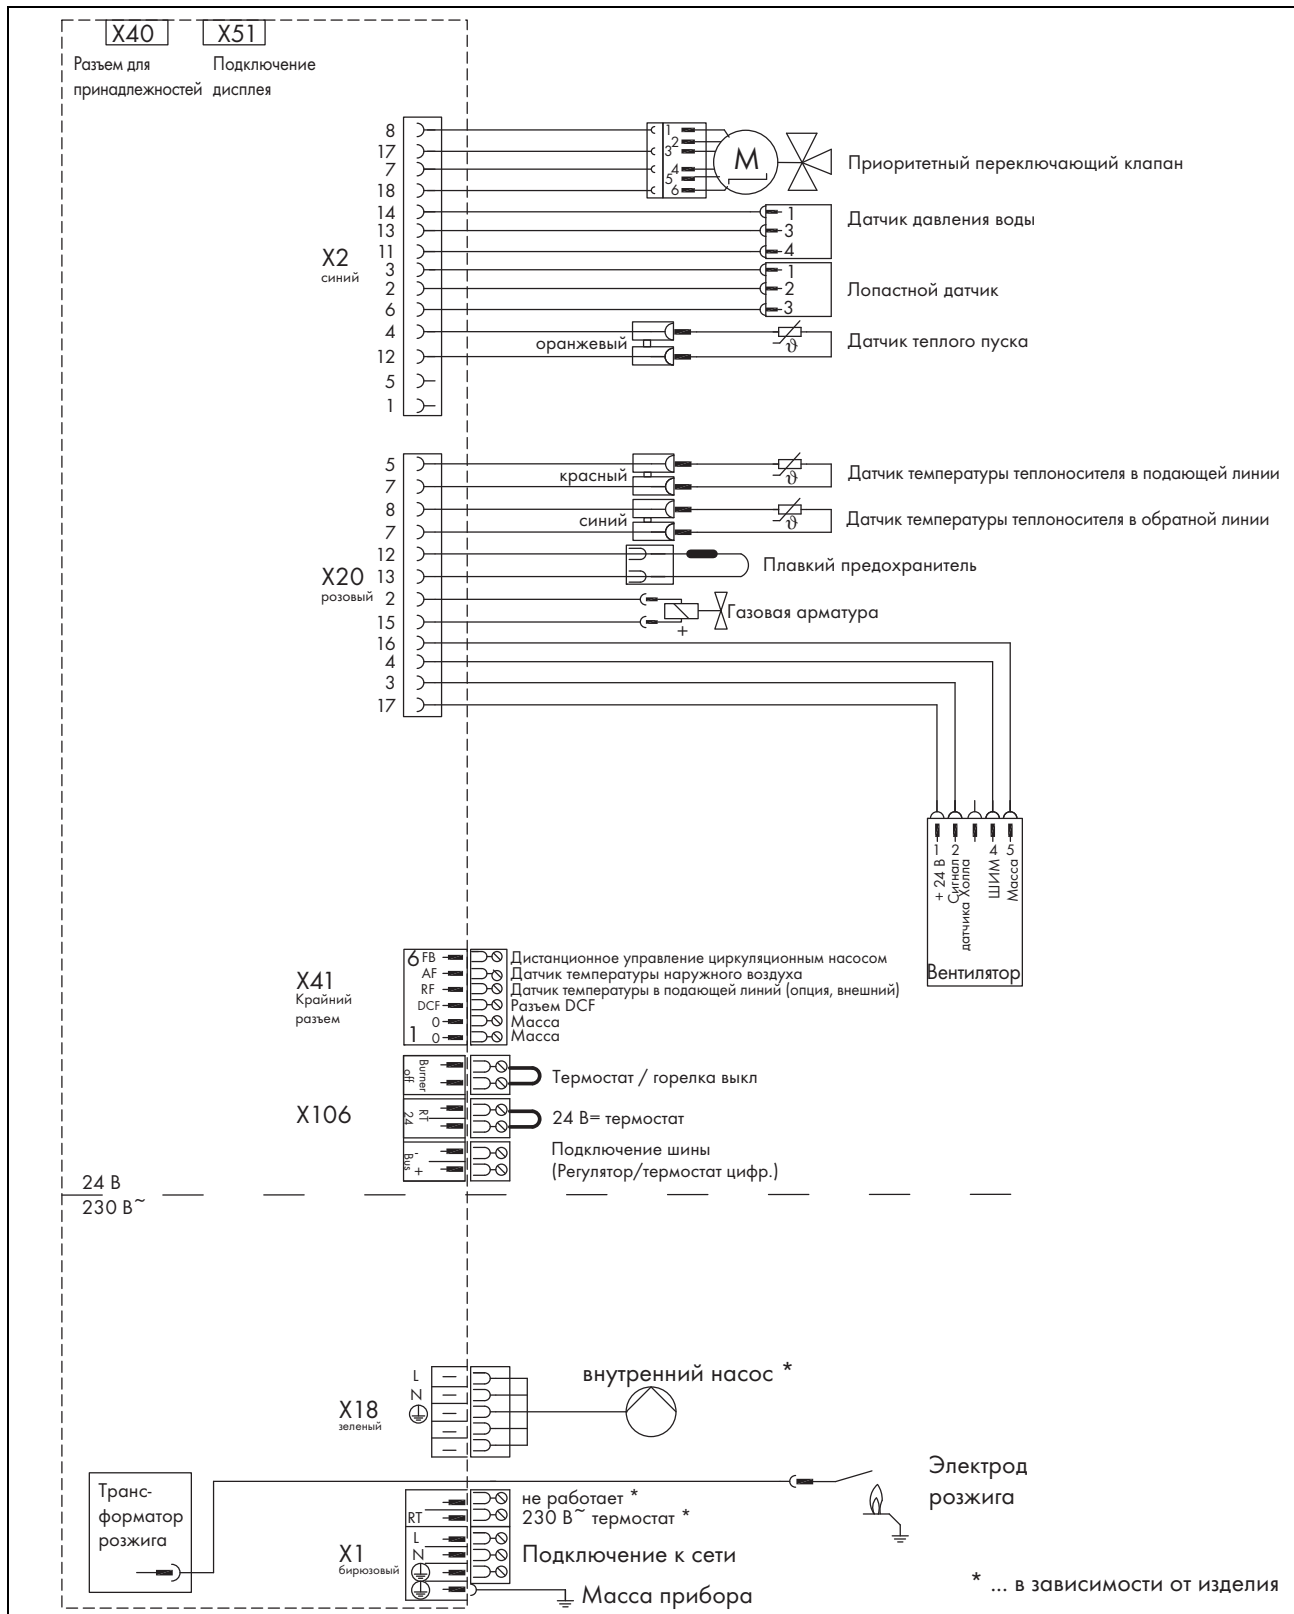 X40
X51
Разъем для
принадлежностей
Подключение
дисплея
8
17
7
18
14
13
11
3
2
6
4
12
5
1
X2
синий
1
2
3
4
5
6
M
Приоритетный переключающий клапан
1
3
4
Датчик давления воды
1
2
3
Лопастной датчик
оранжевый
ϑ
Датчик теплого пуска
5
7
8
7
12
13
2
15
16
4
3
17
X20
розовый
красный
ϑ
Датчик температуры теплоносителя в подающей линии
синий
ϑ
Датчик температуры теплоносителя в обратной линии
Плавкий предохранитель
+
Газовая арматура
1 2 4 5
+ 24 В
Сигнал
датчика Холла
ШИМ
Масса
Вентилятор
X41
Крайний
разъем
6 FB
AF
RF
DCF
0
1 0
Дистанционное управление циркуляционным насосом
Датчик температуры наружного воздуха
Датчик температуры в подающей линий (опция, внешний)
Разъем DCF
Масса
Масса
X106
Burner
off
Термостат / горелка выкл
RT
24
24 В= термостат
Bus
- +
Подключение шины
(Регулятор/термостат цифр.)
24 В
230 В~
X18
зеленый
L
N
внутренний насос *
Транс-
форматор
розжига
Электрод
розжига
X1
бирюзовый
RT
L
N
не работает *
230 В~ термостат *
Подключение к сети
Масса прибора
* ... в зависимости от изделия